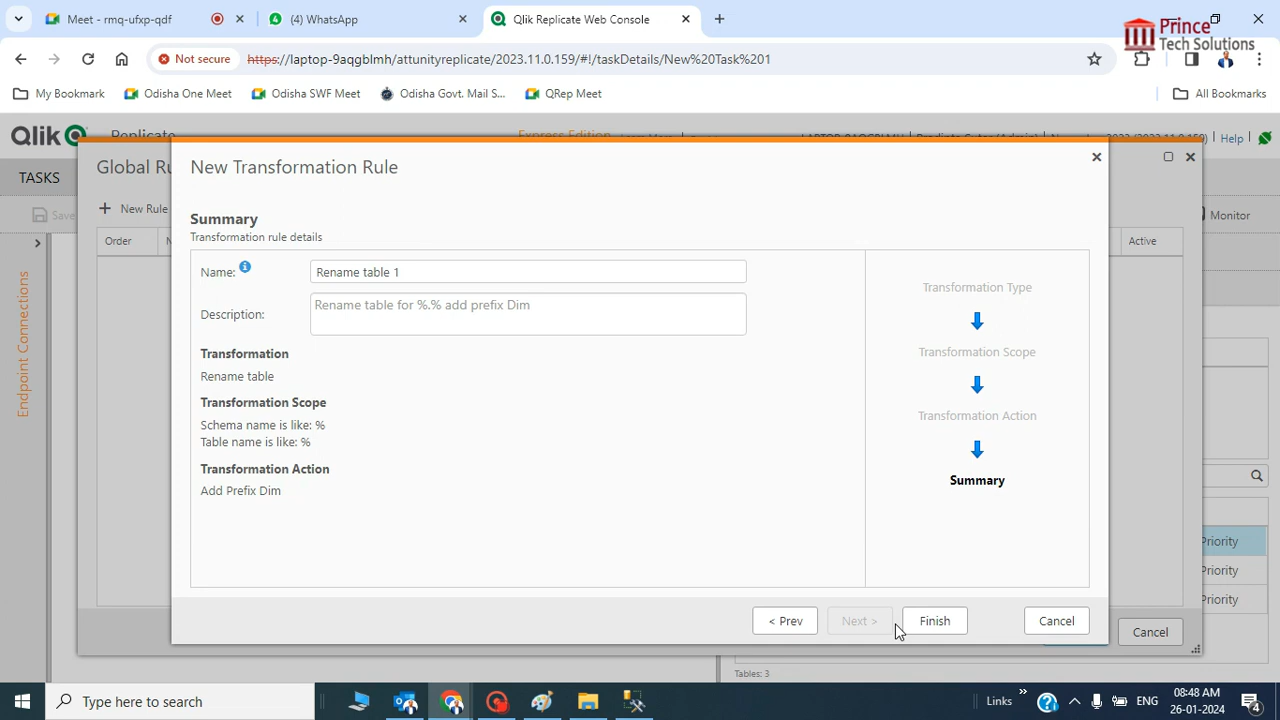 Meet - rmq-ufxp-qdf
(4) WhatsApp
Qlik Replicate Web Console
Prince
Tech Solutions
Not secure
https://laptop-9aqgblmh/attunityreplicate/2023.11.0.159/#!/taskDetails/New%20Task%201
My Bookmark
Odisha One Meet
Odisha SWF Meet
Odisha Govt. Mail S...
QRep Meet
All Bookmarks
Qlik
Replicate
Express Edition
Help
TASKS
Global Ru
New Transformation Rule
New Rule
Save
Monitor
Summary
Transformation rule details
Order
N
Active
Name:
Rename table 1
Description:
Rename table for %.% add prefix Dim
Transformation
Rename table
Transformation Scope
Schema name is like: %
Table name is like: %
Transformation Action
Add Prefix Dim
Transformation Type
Transformation Scope
Transformation Action
Summary
Endpoint Connections
Priority
Priority
Priority
< Prev
Next >
Finish
Cancel
Cancel
Tables: 3
Type here to search
Links
ENG
08:48 AM
26-01-2024
4